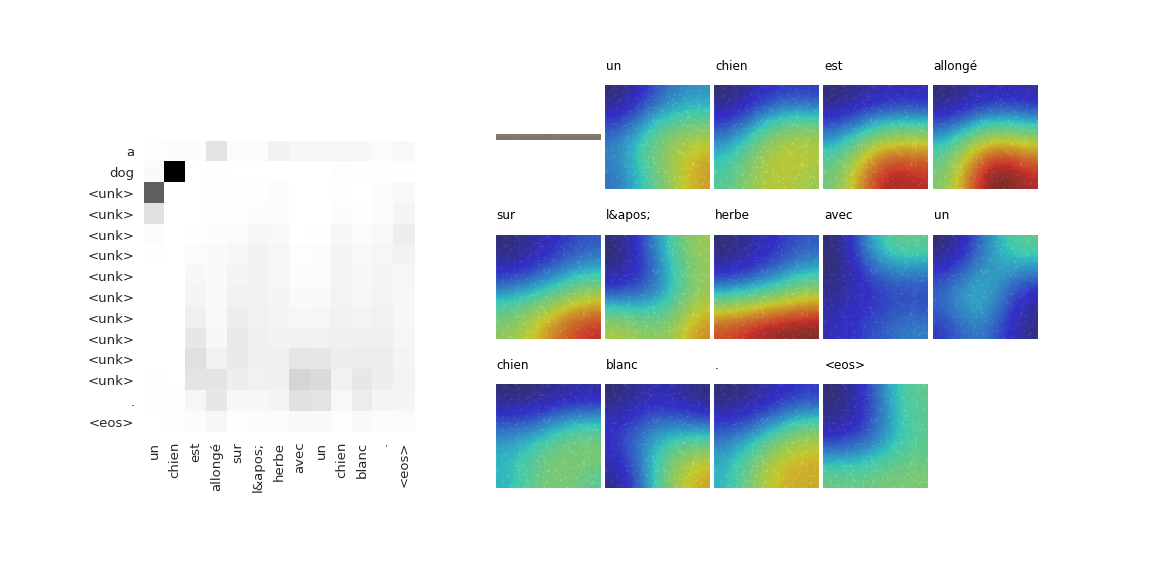 a
dog
<unk>
<unk>
<unk>
<unk>
<unk>
<unk>
<unk>
<unk>
<unk>
<unk>
.
<eos>
un chien est allongé sur l&apos; herbe avec un chien blanc . <eos>
un chien est allongé
sur l&apos; herbe avec un
chien blanc . <eos>